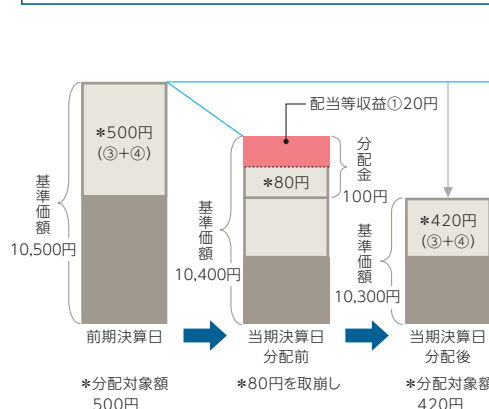 配当等収益①20円
*500円
(③+④)
分配金
100円
*80円
*420円
(③+④)
基準価額
10,500円
基準価額
10,400円
基準価額
10,300円
前期決算日
当期決算日
分配前
当期決算日
分配後
*分配対象額
500円
*80円を取崩し
*分配対象額
420円